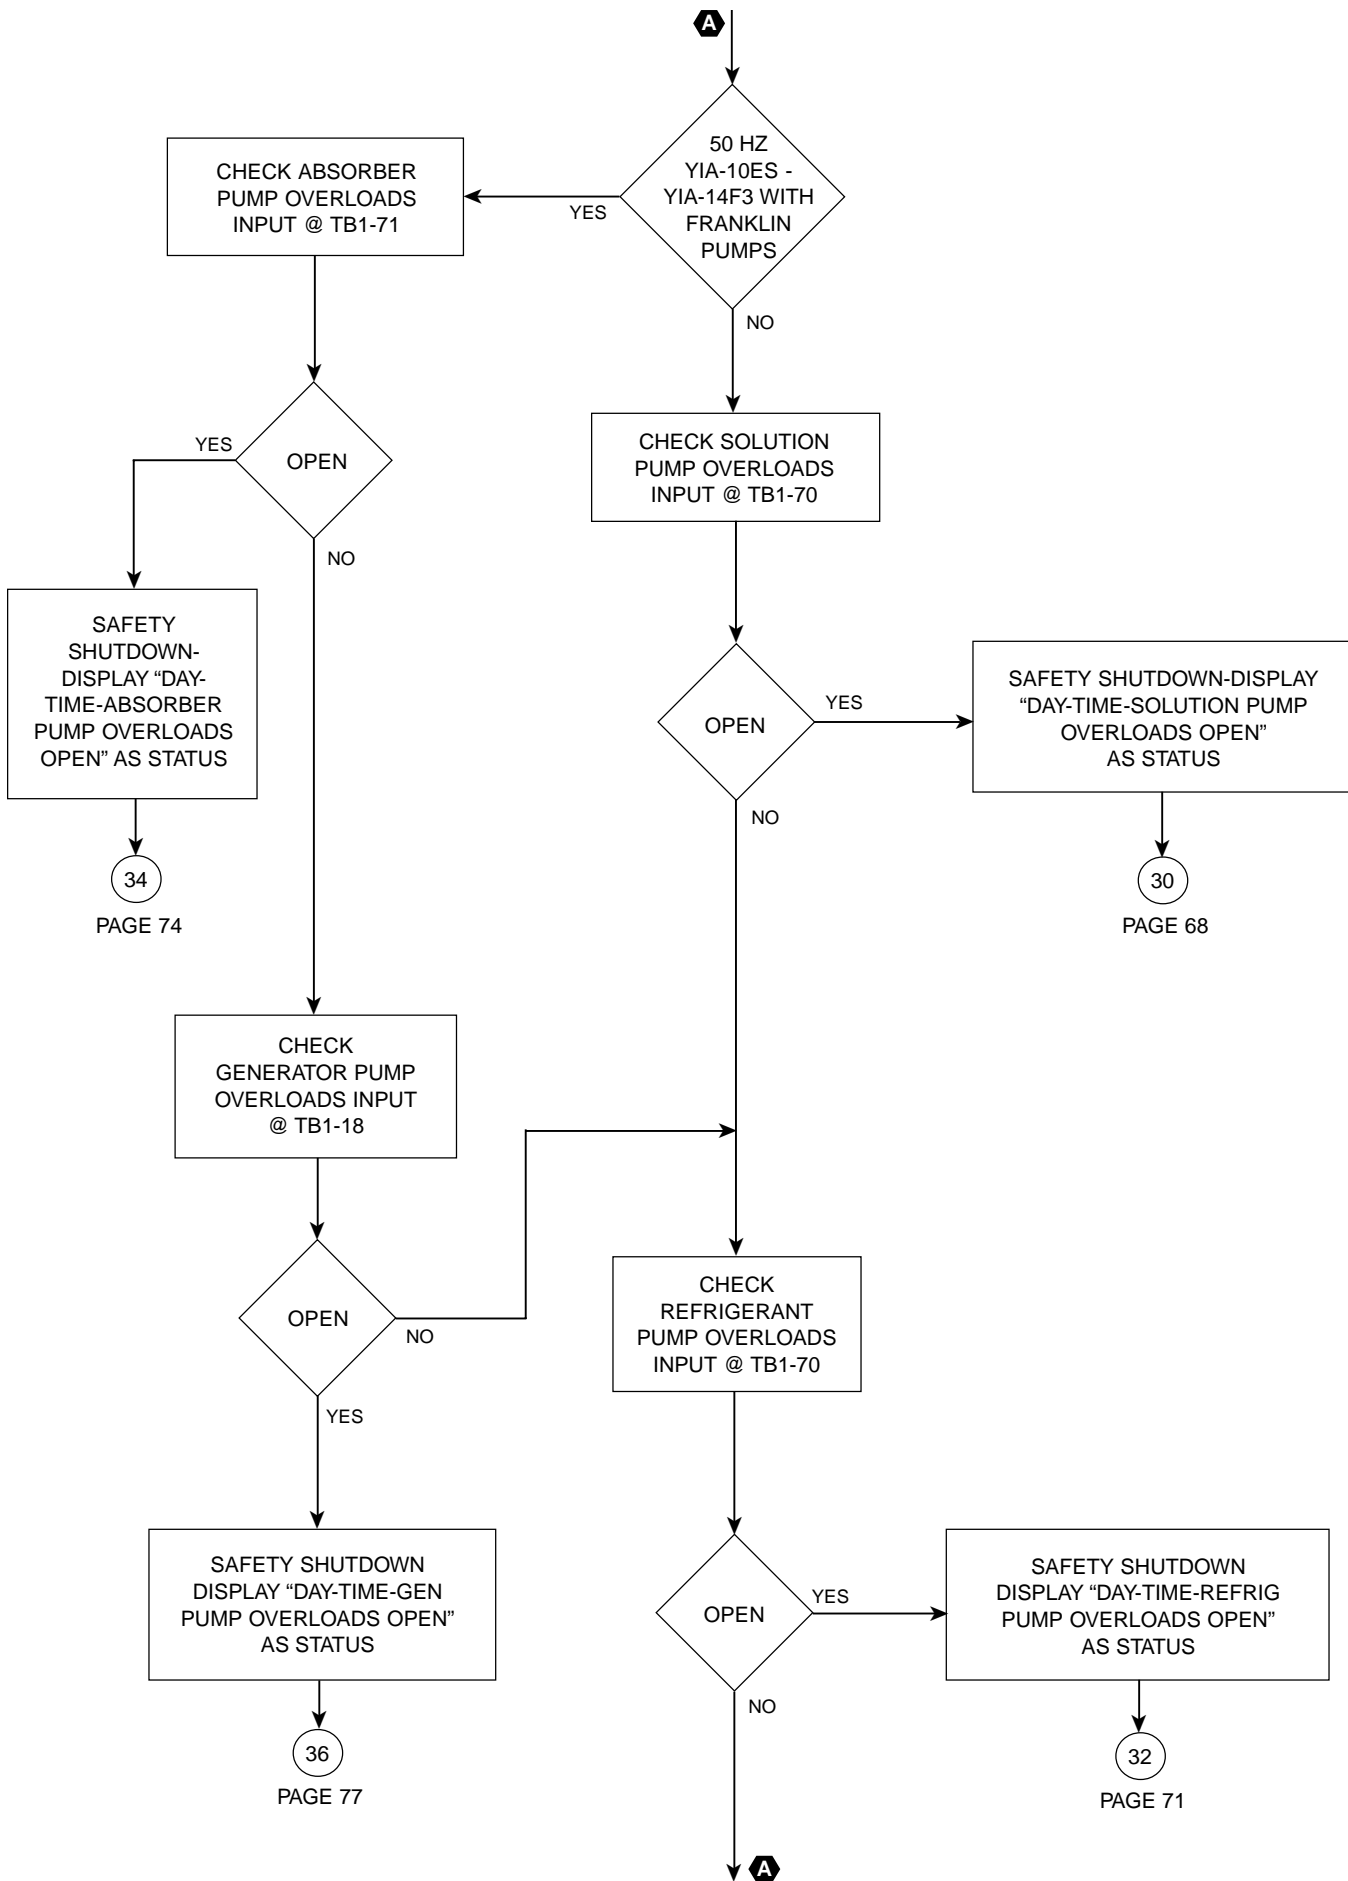 A
50 HZ
YIA-10ES -
YIA-14F3 WITH
FRANKLIN
PUMPS
YES
NO
CHECK ABSORBER
PUMP OVERLOADS
INPUT @ TB1-71
OPEN
YES
NO
CHECK SOLUTION
PUMP OVERLOADS
INPUT @ TB1-70
SAFETY
SHUTDOWN-
DISPLAY “DAY-
TIME-ABSORBER
PUMP OVERLOADS
OPEN” AS STATUS
34
PAGE 74
OPEN
YES
NO
SAFETY SHUTDOWN-DISPLAY
“DAY-TIME-SOLUTION PUMP
OVERLOADS OPEN”
AS STATUS
30
PAGE 68
CHECK
GENERATOR PUMP
OVERLOADS INPUT
@ TB1-18
OPEN
NO
YES
CHECK
REFRIGERANT
PUMP OVERLOADS
INPUT @ TB1-70
SAFETY SHUTDOWN
DISPLAY “DAY-TIME-GEN
PUMP OVERLOADS OPEN”
AS STATUS
36
PAGE 77
OPEN
YES
NO
SAFETY SHUTDOWN
DISPLAY “DAY-TIME-REFRIG
PUMP OVERLOADS OPEN”
AS STATUS
32
PAGE 71
A